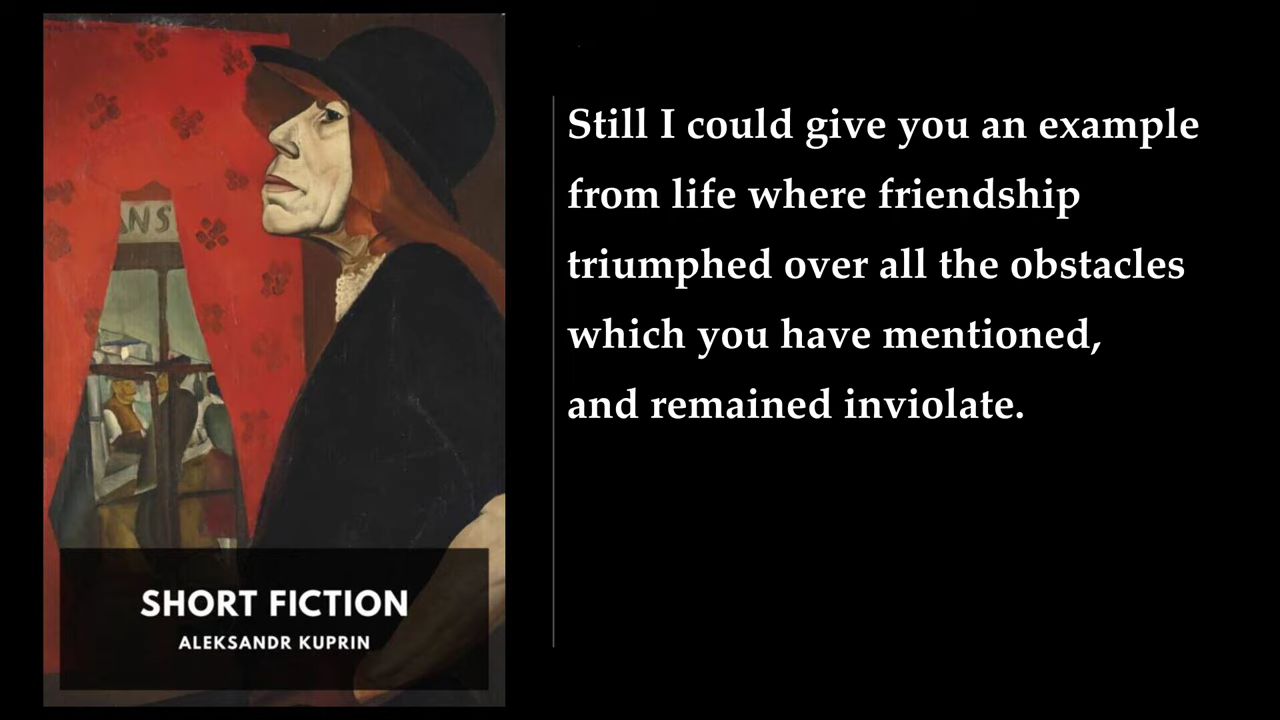 NS
SHORT FICTION
ALEKSANDR KUPRIN
Still I could give you an example
from life where friendship
triumphed over all the obstacles
which you have mentioned,
and remained inviolate.